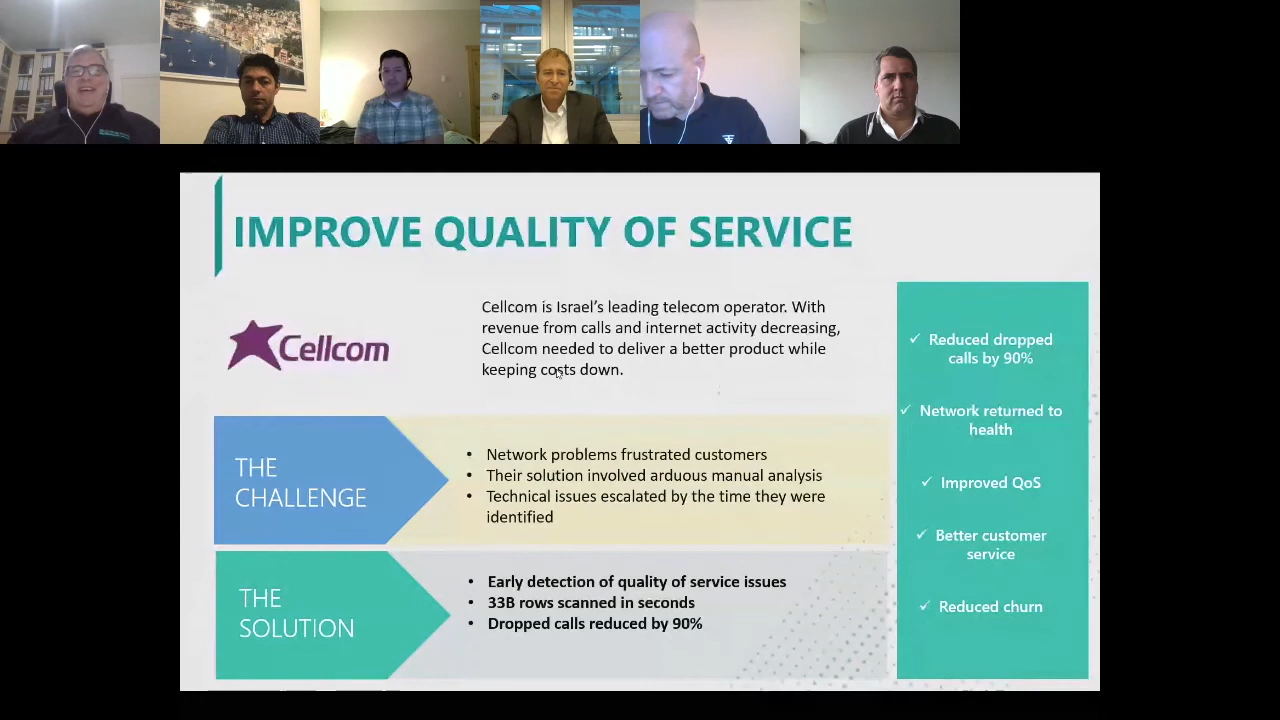 IMPROVE QUALITY OF SERVICE
Cellcom
Cellcom is Israel's leading telecom operator. With
revenue from calls and internet activity decreasing,
Cellcom needed to deliver a better product while
keeping costs down.
THE
CHALLENGE
• Network problems frustrated customers
• Their solution involved arduous manual analysis
• Technical issues escalated by the time they were
identified
THE
SOLUTION
• Early detection of quality of service issues
• 33B rows scanned in seconds
• Dropped calls reduced by 90%
✓ Reduced dropped
calls by 90%
✓ Network returned to
health
✓ Improved QoS
✓ Better customer
service
✓ Reduced churn